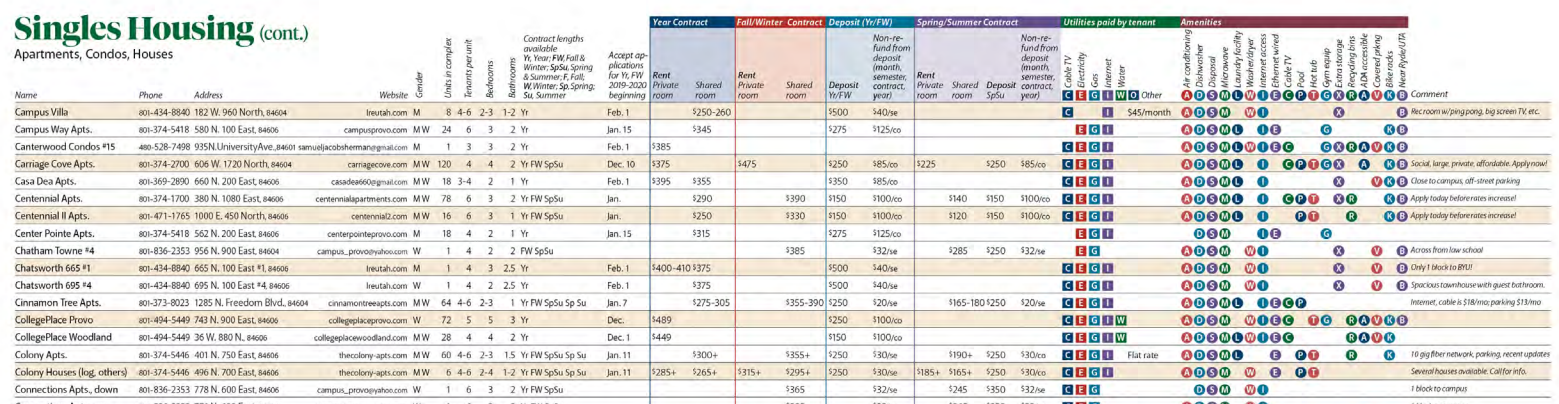 Singles Housing (cont.)
Apartments, Condos, Houses
Year Contract Fall/Winter Contract Deposit (Yr/FW) Spring/Summer Contract Utilities paid by tenant Amenities
Name Phone Address Website Gender Units in complex Tenants per unit Bedrooms Bathrooms Contract lengths available Yr, Year; FW, Fall & Winter; SpSu, Spring & Summer; F, Fall; W, Winter; Sp, Spring; Su, Summer Accept applications for Yr, FW 2019-2020 beginning Rent Private room Shared room Rent Private room Shared room Deposit Yr/FW Non-refund from deposit (month, semester, contract, year) Rent Private room Shared room Deposit SpSu Non-refund from deposit (month, semester, contract, year) Cable TV Electricity Gas Internet Water C E G I W O Other Air conditioning Dishwasher Disposal Microwave Laundry facility Washer/dryer Internet access Ethernet wired Cable TV Pool Hot tub Gym equip Extra storage Recycling bins ADA accessible Covered prkng Bike racks Near Ryde/UTA A D S M L W I E C P T G X R A V K B Comment
Campus Villa 801-434-8840 182 W. 960 North, 84604 lreutah.com M 8 4-6 2-3 1-2 Yr Feb. 1 $250-260 $500 $40/se C I $45/month A D S M W I X B Rec room w/ping pong, big screen TV, etc.
Campus Way Apts. 801-374-5418 580 N. 100 East, 84606 campusprovo.com M W 24 6 3 2 Yr Jan. 15 $345 $275 $125/co E G I A D S M L I E G K B
Canterwood Condo #15 480-528-7498 935N.UniversityAve.,84601 samueljacobsherman@gmail.com M 1 3 3 2 Yr Feb. 1 $385 C E G I A D S M L W I E C G X R A V K B
Carriage Cove Apts. 801-374-2700 606 W. 1720 North, 84604 carriagecove.com M W 120 4 4 2 Yr FW SpSu Dec. 10 $375 $475 $250 $85/co $225 $250 $85/co C E G I A D S M L I C P T G X A K B Social, large, private, affordable. Apply now!
Casa Dea Apts. 801-369-2890 660 N. 200 East, 84606 casadea660@gmail.com M W 18 3-4 2 1 Yr Feb. 1 $395 $355 $350 $85/co C E G I A D S M L I X V K B Close to campus, off-street parking
Centennial Apts. 801-374-1700 380 N. 1080 East, 84606 centennialapartments.com M W 78 6 3 2 Yr FW SpSu Jan. $290 $390 $150 $100/co $140 $150 $100/co C E G I A D S M L I C P T X R K B Apply today before rates increase!
Centennial II Apts. 801-471-1765 1000 E. 450 North, 84606 centennial2.com M W 16 6 3 1 Yr FW SpSu Jan. $250 $330 $150 $100/co $120 $150 $100/co C E G I A D S M L I P T R K B Apply today before rates increase!
Center Pointe Apts. 801-374-5418 562 N. 200 East, 84606 centerpointeprovo.com M 18 4 2 1 Yr Jan. 15 $315 $275 $125/co E G I D S M I E G
Chatham Towne #4 801-836-2353 956 N. 900 East, 84604 campus_provo@yahoo.com W 1 4 2 2 FW SpSu $385 $32/se $285 $250 $32/se E G A D S M W I X V B Across from law school
Chatsworth 665 #1 801-434-8840 665 N. 100 East #1, 84606 lreutah.com M 1 4 3 2.5 Yr Feb. 1 $400-410 $375 $500 $40/se C E G I A D S M W I X V B Only 1 block to BYU!
Chatsworth 695 #4 801-434-8840 695 N. 100 East #4, 84606 lreutah.com W 1 4 2 2.5 Yr Feb. 1 $375 $500 $40/se C E G I A D S M W I X V B Spacious townhouse with guest bathroom.
Cinnamon Tree Apts. 801-373-8023 1285 N. Freedom Blvd., 84604 cinnamontreeapts.com M W 64 4-6 2-3 1 Yr FW SpSu Sp Su Jan. 7 $275-305 $355-390 $250 $20/se $165-180 $250 $20/se C E G I A D S M L I E C P Internet, cable is $18/mo; parking $13/mo
CollegePlace Provo 801-494-5449 743 N. 900 East, 84606 collegeplaceprovo.com W 72 5 5 3 Yr Dec. $489 $250 $100/co C E G I W A D S M W I E C T G R A V K B
CollegePlace Woodland 801-494-5449 36 W. 880 N., 84604 collegeplacewoodland.com M W 28 4 4 2 Yr Dec. 1 $449 $150 $100/co C E G I W A D S M L W I E C R A V K
Colony Apts. 801-374-5446 401 N. 750 East, 84606 thecolony-apts.com M W 60 4-6 2-3 1.5 Yr FW SpSu Sp Su Jan. 11 $300+ $355+ $250 $30/se $190+ $250 $30/co C E G I Flat rate A D S M L E P T R K 10 gig fiber network, parking, recent updates
Colony Houses (log, others) 801-374-5446 496 N. 700 East, 84606 thecolony-apts.com M W 6 4-6 2-4 1-2 Yr FW SpSu Sp Su Jan. 11 $285+ $265+ $315+ $295+ $250 $30/se $185+ $165+ $250 $30/co C E G I A D S M W E P T Several houses available. Call for info.
Connections Apts., down 801-836-2353 778 N. 600 East, 84606 campus_provo@yahoo.com W 1 6 3 2 Yr FW SpSu $365 $32/se $245 $350 $32/se C E G D S M W I 1 block to campus